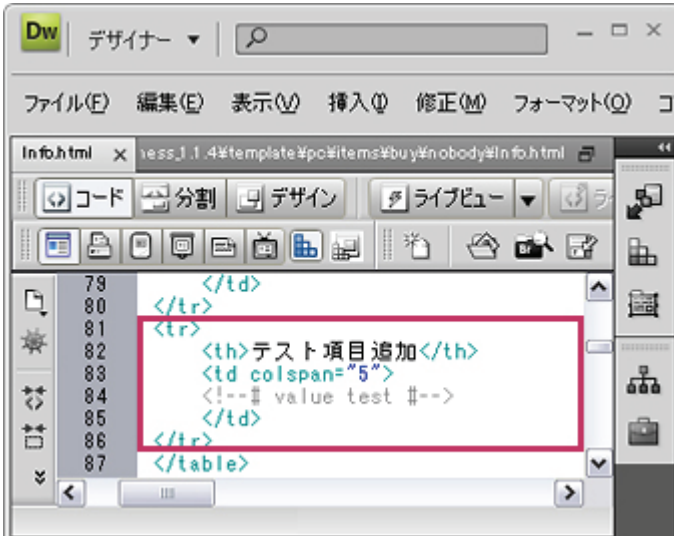 Dw デザイナー ▼
ファイル(F) 編集(E) 表示(V) 挿入(I) 修正(M) フォーマット(O) コ
Info.html × ness_1.1.4¥template¥pc¥items¥buy¥nobody¥Info.html
コード 分割 デザイン ライブビュー ▼ ラ
79 </td>
80 </tr>
81 <tr>
82 <th>テスト項目追加</th>
83 <td colspan="5">
84 <!--# value test #-->
85 </td>
86 </tr>
87 </table>